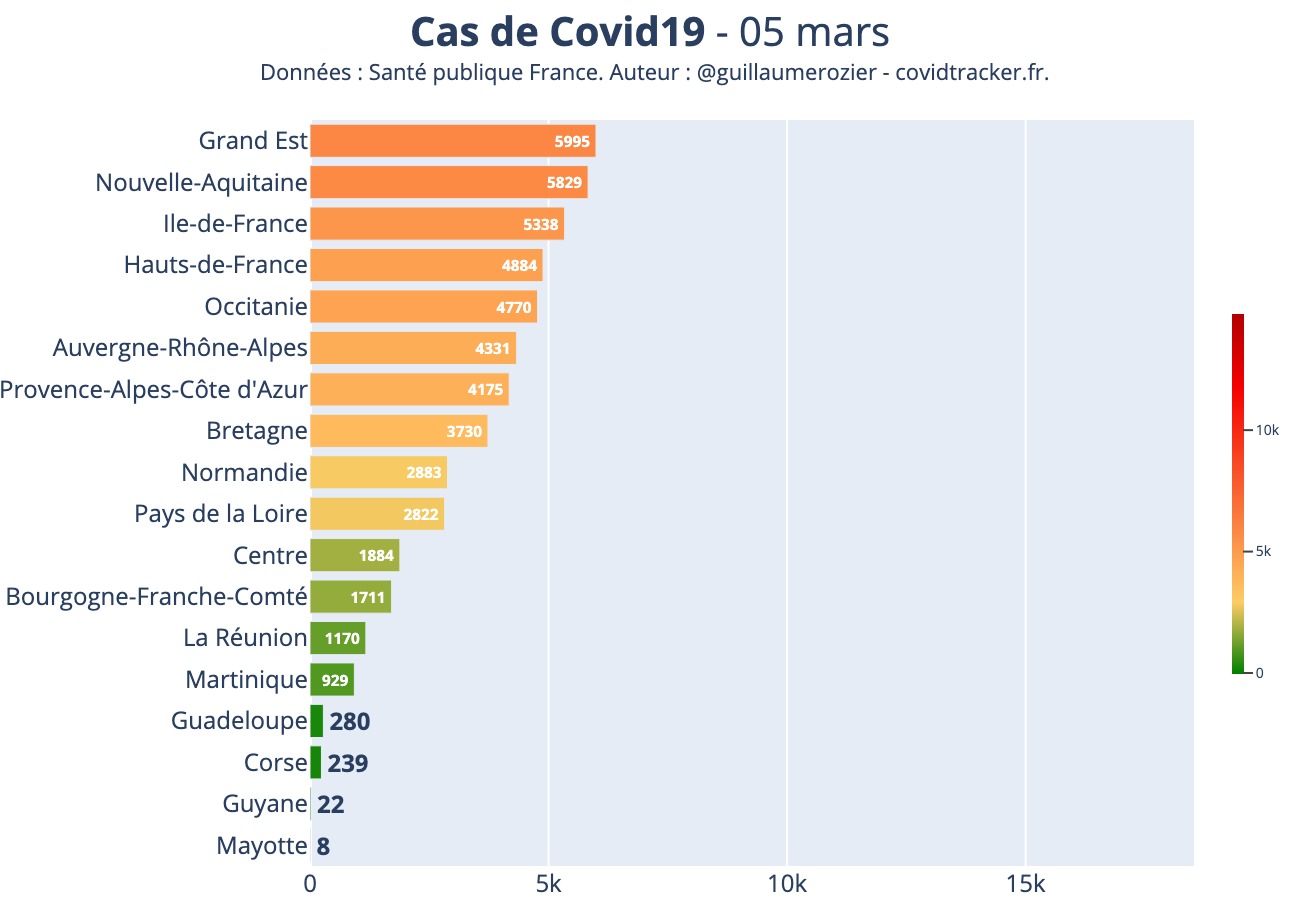 Cas de Covid19 - 05 mars
Données : Santé publique France. Auteur : @guillaumerozier - covidtracker.fr.
Grand Est 5995
Nouvelle-Aquitaine 5829
Ile-de-France 5338
Hauts-de-France 4884
Occitanie 4770
Auvergne-Rhône-Alpes 4331
Provence-Alpes-Côte d'Azur 4175
Bretagne 3730
Normandie 2883
Pays de la Loire 2822
Centre 1884
Bourgogne-Franche-Comté 1711
La Réunion 1170
Martinique 929
Guadeloupe 280
Corse 239
Guyane 22
Mayotte 8
0 5k 10k 15k
10k
5k
0